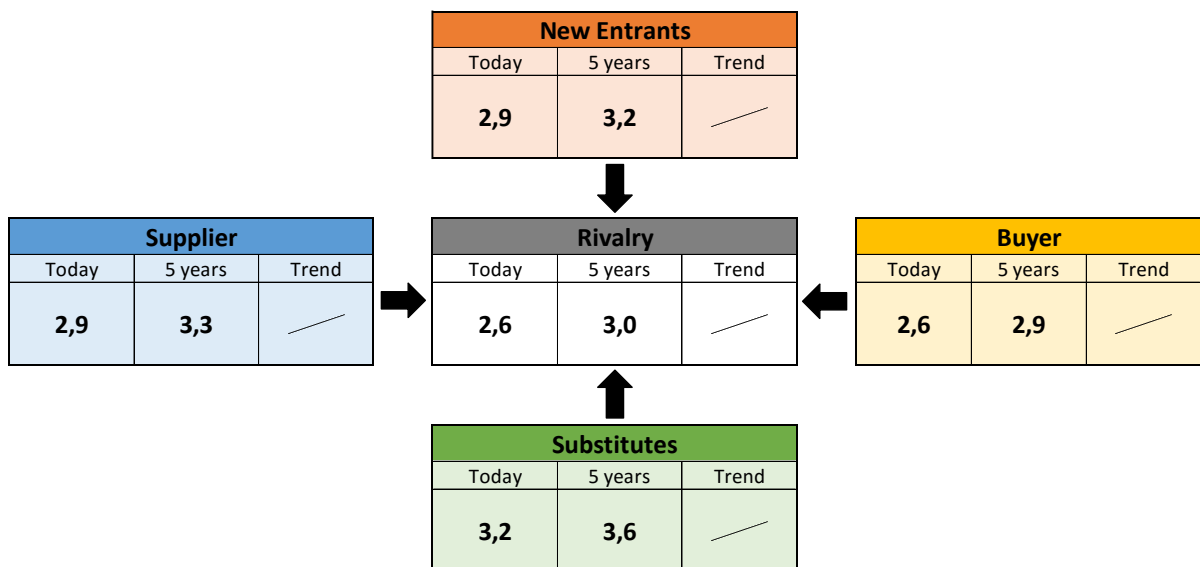 New Entrants
Today 5 years Trend
2,9 3,2
Supplier
Today 5 years Trend
2,9 3,3
Rivalry
Today 5 years Trend
2,6 3,0
Buyer
Today 5 years Trend
2,6 2,9
Substitutes
Today 5 years Trend
3,2 3,6